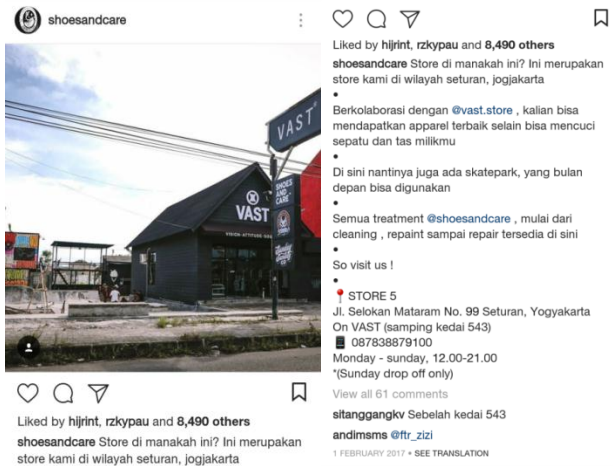 shoesandcare
VAST
SHOES
AND
CARE
VAST
VISION ATTITUDE
Liked by hijrint, rzkypau and 8,490 others
shoesandcare Store di manakah ini? Ini merupakan
store kami di wilayah seturan, jogjakarta
Liked by hijrint, rzkypau and 8,490 others
shoesandcare Store di manakah ini? Ini merupakan
store kami di wilayah seturan, jogjakarta
•
Berkolaborasi dengan @vast.store , kalian bisa
mendapatkan apparel terbaik selain bisa mencuci
sepatu dan tas milikmu
•
Di sini nantinya juga ada skatepark, yang bulan
depan bisa digunakan
•
Semua treatment @shoesandcare , mulai dari
cleaning , repaint sampai repair tersedia di sini
•
So visit us !
•
📍 STORE 5
Jl. Selokan Mataram No. 99 Seturan, Yogyakarta
On VAST (samping kedai 543)
📱 087838879100
Monday - sunday, 12.00-21.00
*(Sunday drop off only)
View all 61 comments
sitanggangkv Sebelah kedai 543
andimsms @ftr_zizi
1 FEBRUARY 2017 • SEE TRANSLATION